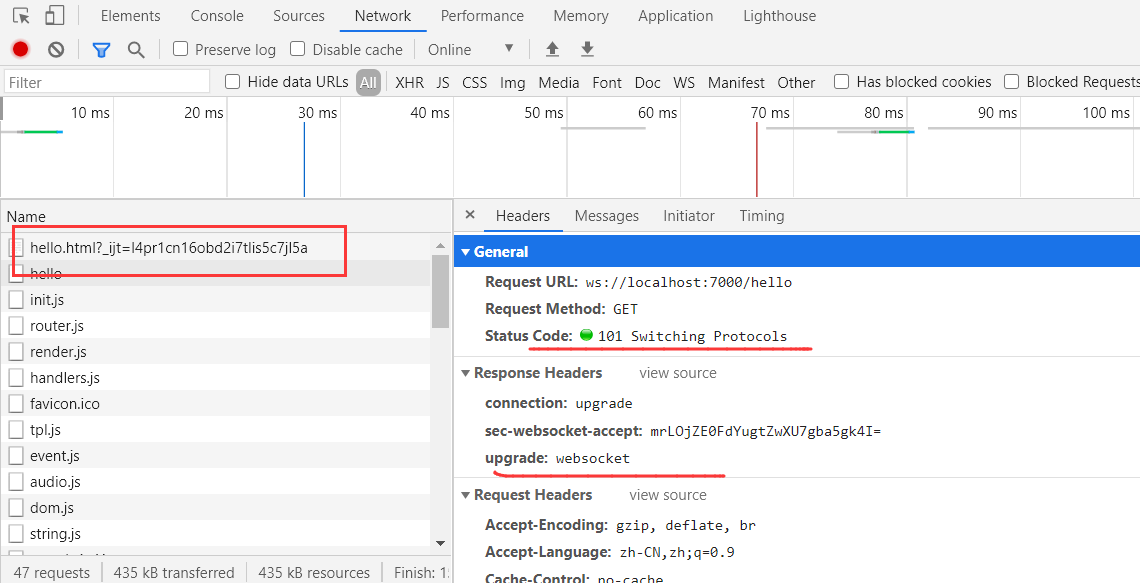 Elements Console Sources Network Performance Memory Application Lighthouse
Preserve log Disable cache Online
Filter Hide data URLs All XHR JS CSS Img Media Font Doc WS Manifest Other Has blocked cookies Blocked Requests
10 ms 20 ms 30 ms 40 ms 50 ms 60 ms 70 ms 80 ms 90 ms 100 ms
Name
hello.html?_ijt=l4pr1cn16obd2i7tlis5c7jl5a
hello
init.js
router.js
render.js
handlers.js
favicon.ico
tpl.js
event.js
audio.js
dom.js
string.js
47 requests 435 kB transferred 435 kB resources Finish: 1
Headers Messages Initiator Timing
General
Request URL: ws://localhost:7000/hello
Request Method: GET
Status Code: 101 Switching Protocols
Response Headers view source
connection: upgrade
sec-websocket-accept: mrLOjZE0FdYugtZwXU7gba5gk4I=
upgrade: websocket
Request Headers view source
Accept-Encoding: gzip, deflate, br
Accept-Language: zh-CN,zh;q=0.9
Cache-Control: no-cache